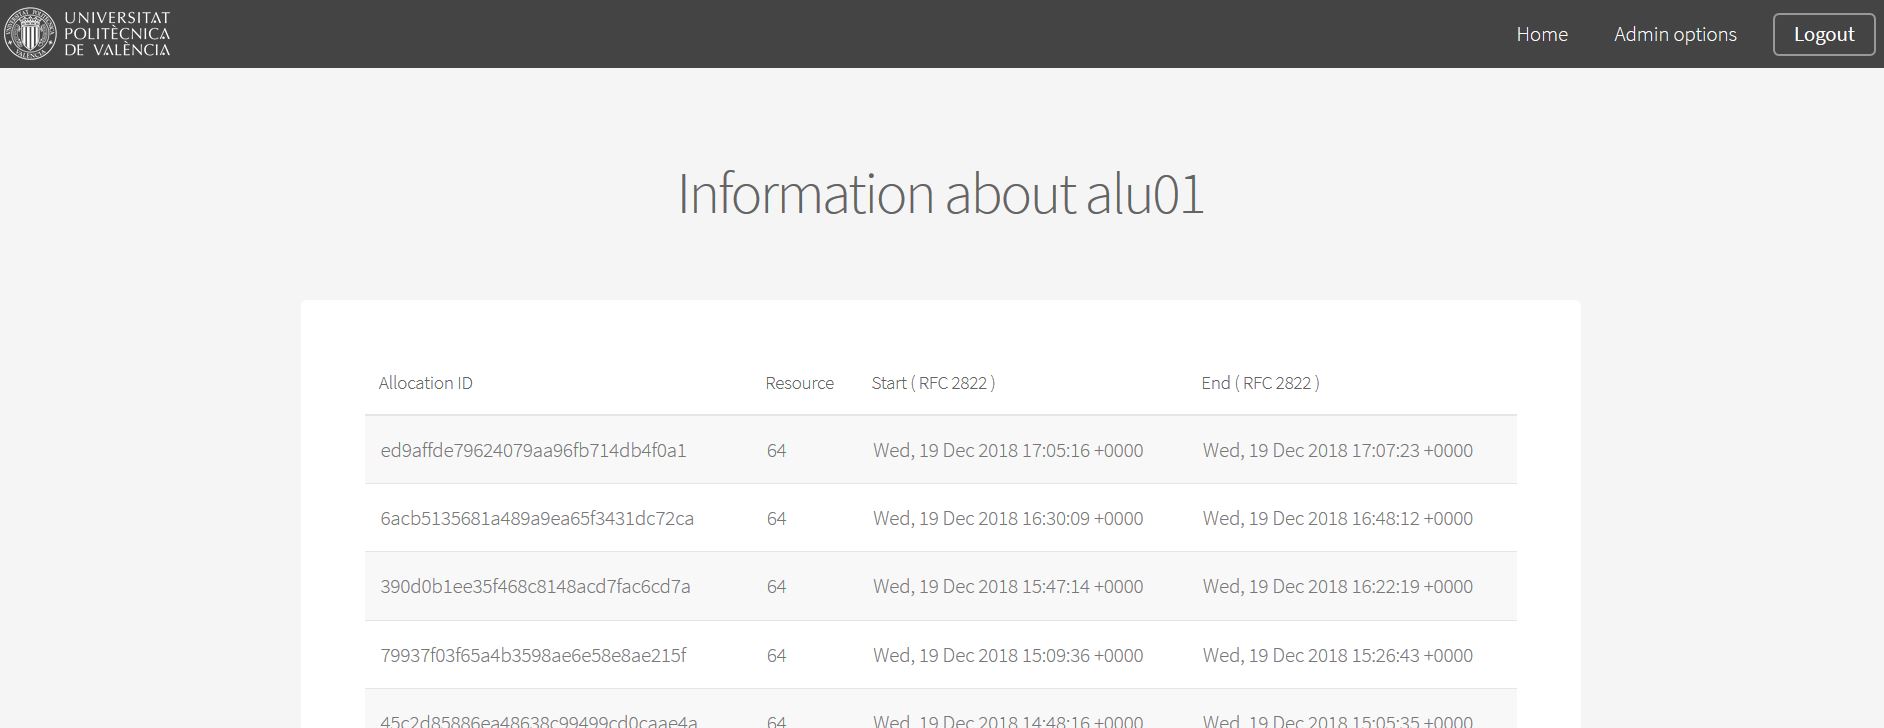 UNIVERSITAT
POLITÈCNICA
DE VALÈNCIA
Home Admin options Logout
Information about alu01
Allocation ID Resource Start ( RFC 2822 ) End ( RFC 2822 )
ed9affde79624079aa96fb714db4f0a1 64 Wed, 19 Dec 2018 17:05:16 +0000 Wed, 19 Dec 2018 17:07:23 +0000
6acb5135681a489a9ea65f3431dc72ca 64 Wed, 19 Dec 2018 16:30:09 +0000 Wed, 19 Dec 2018 16:48:12 +0000
390d0b1ee35f468c8148acd7fac6cd7a 64 Wed, 19 Dec 2018 15:47:14 +0000 Wed, 19 Dec 2018 16:22:19 +0000
79937f03f65a4b3598ae6e58e8ae215f 64 Wed, 19 Dec 2018 15:09:36 +0000 Wed, 19 Dec 2018 15:26:43 +0000
45c2d85886ea48638c99499cd0caae4a 64 Wed, 19 Dec 2018 14:48:16 +0000 Wed, 19 Dec 2018 15:05:35 +0000